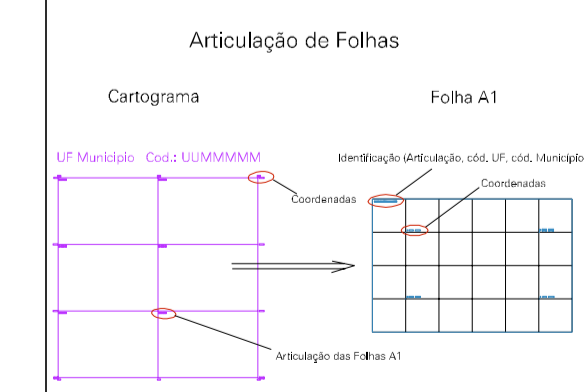 Articulação de Folhas
Cartograma
Folha A1
UF Municipio Cod.: UUMMMMM
Identificação (Articulação, cód. UF, cód. Município
Coordenadas
Coordenadas
Articulação das Folhas A1